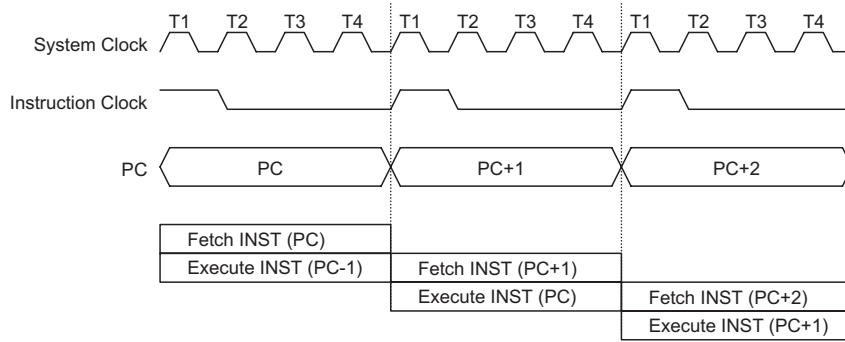 T1 T2 T3 T4 T1 T2 T3 T4 T1 T2 T3 T4
System Clock
Instruction Clock
PC PC PC+1 PC+2
Fetch INST (PC)
Execute INST (PC-1) Fetch INST (PC+1)
Execute INST (PC) Fetch INST (PC+2)
Execute INST (PC+1)